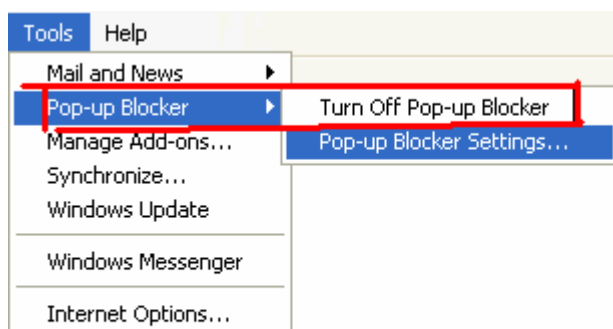 Tools Help
Mail and News
Pop-up Blocker Turn Off Pop-up Blocker
Manage Add-ons... Pop-up Blocker Settings...
Synchronize...
Windows Update
Windows Messenger
Internet Options...